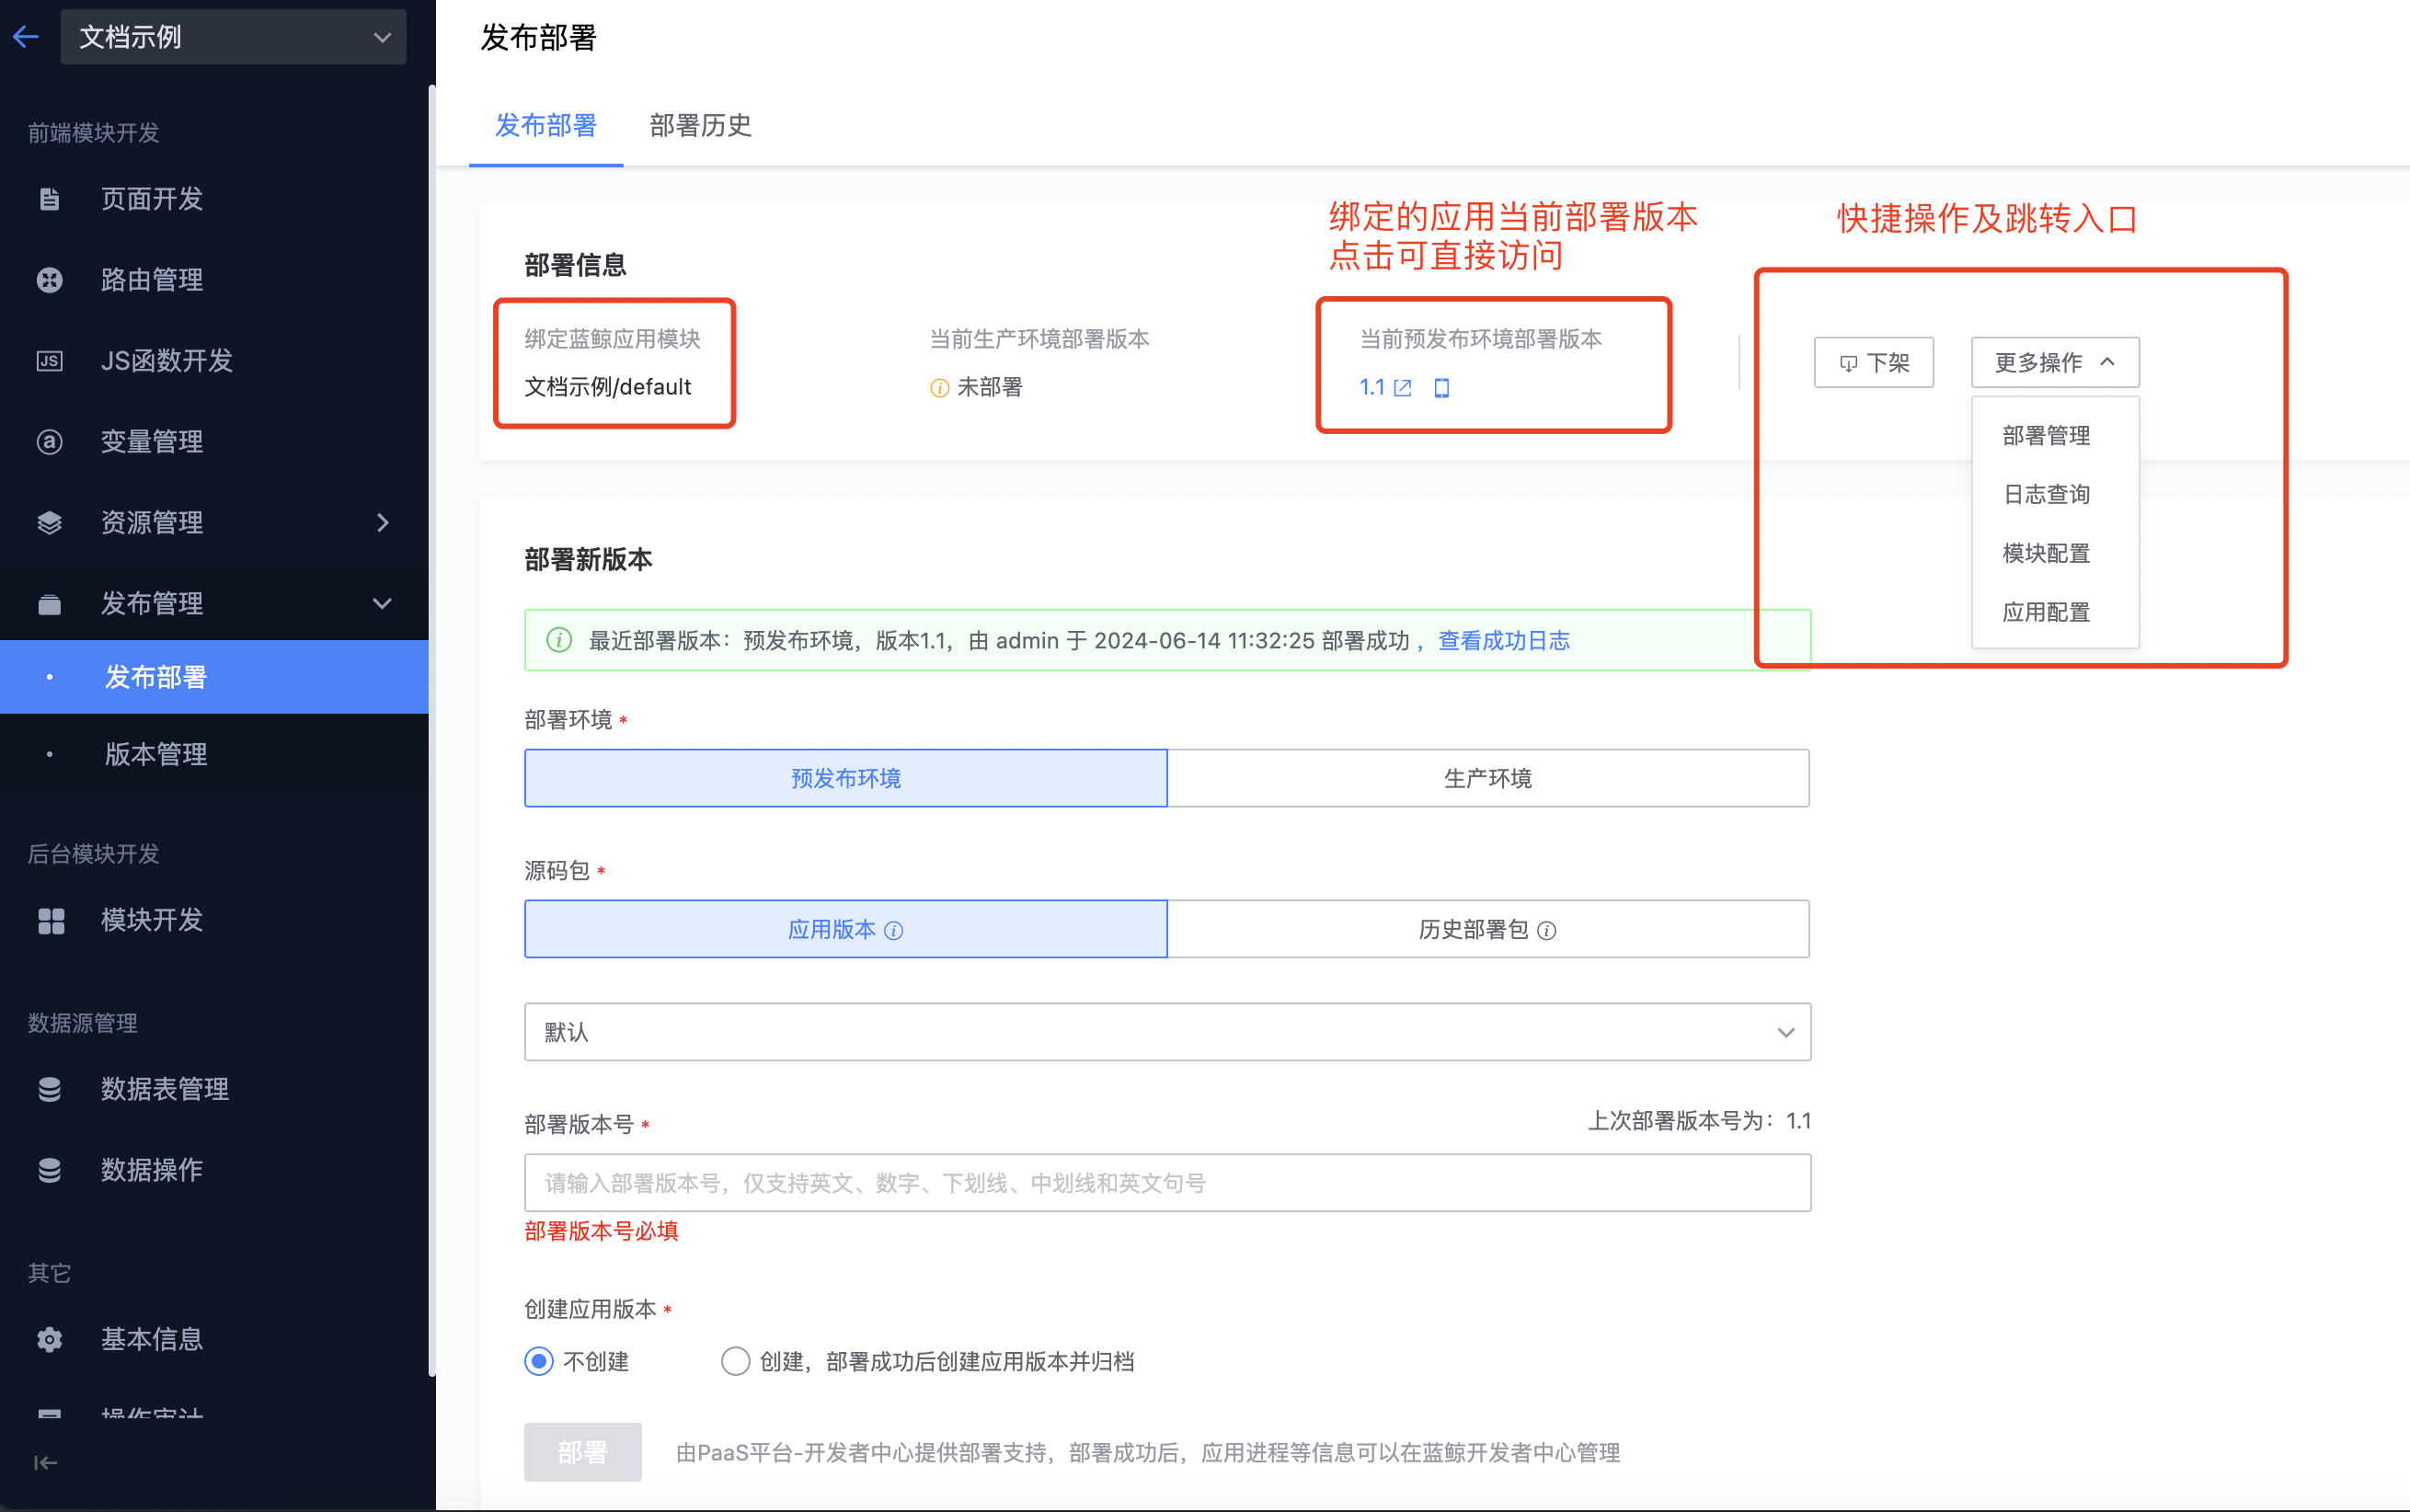 文档示例
前端模块开发
页面开发
路由管理
JS
JS函数开发
a
变量管理
资源管理
发布管理
发布部署
版本管理
后台模块开发
模块开发
数据源管理
数据表管理
数据操作
其它
基本信息
操作审计
发布部署
发布部署 部署历史
绑定的应用当前部署版本
点击可直接访问
快捷操作及跳转入口
部署信息
绑定蓝鲸应用模块
文档示例/default
当前生产环境部署版本
未部署
当前预发布环境部署版本
1.1
下架
更多操作
部署管理
日志查询
模块配置
应用配置
部署新版本
最近部署版本：预发布环境，版本1.1，由 admin 于 2024-06-14 11:32:25 部署成功 ，查看成功日志
部署环境 *
预发布环境 生产环境
源码包 *
应用版本 历史部署包
默认
部署版本号 * 上次部署版本号为：1.1
请输入部署版本号，仅支持英文、数字、下划线、中划线和英文句号
部署版本号必填
创建应用版本 *
不创建 创建，部署成功后创建应用版本并归档
部署 由PaaS平台-开发者中心提供部署支持，部署成功后，应用进程等信息可以在蓝鲸开发者中心管理